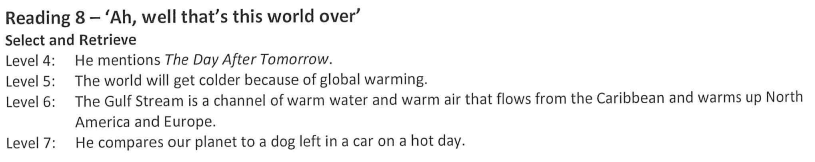 Reading 8 – ‘Ah, well that’s this world over’
Select and Retrieve
Level 4: He mentions The Day After Tomorrow.
Level 5: The world will get colder because of global warming.
Level 6: The Gulf Stream is a channel of warm water and warm air that flows from the Caribbean and warms up North
America and Europe.
Level 7: He compares our planet to a dog left in a car on a hot day.